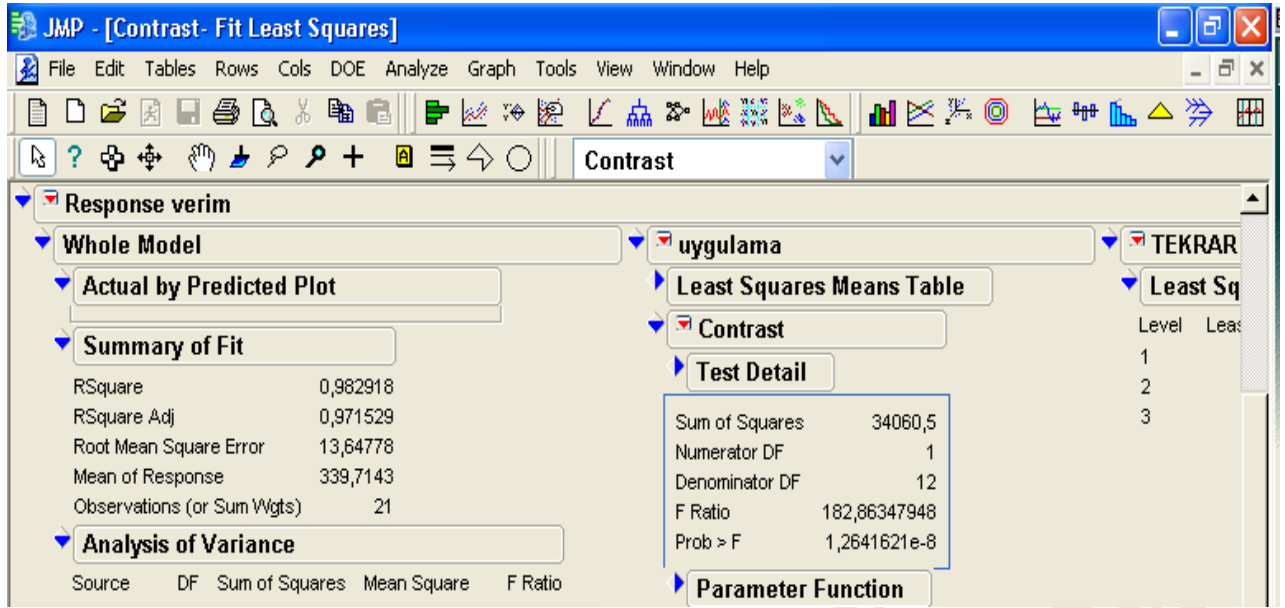 JMP - [Contrast- Fit Least Squares]
File Edit Tables Rows Cols DOE Analyze Graph Tools View Window Help
Contrast
Response verim
Whole Model
Actual by Predicted Plot
Summary of Fit
RSquare 0,982918
RSquare Adj 0,971529
Root Mean Square Error 13,64778
Mean of Response 339,7143
Observations (or Sum Wgts) 21
Analysis of Variance
Source DF Sum of Squares Mean Square F Ratio
uygulama
Least Squares Means Table
Contrast
Test Detail
Sum of Squares 34060,5
Numerator DF 1
Denominator DF 12
F Ratio 182,86347948
Prob > F 1,2641621e-8
Parameter Function
TEKRAR
Least Sq
Level Leas
1
2
3